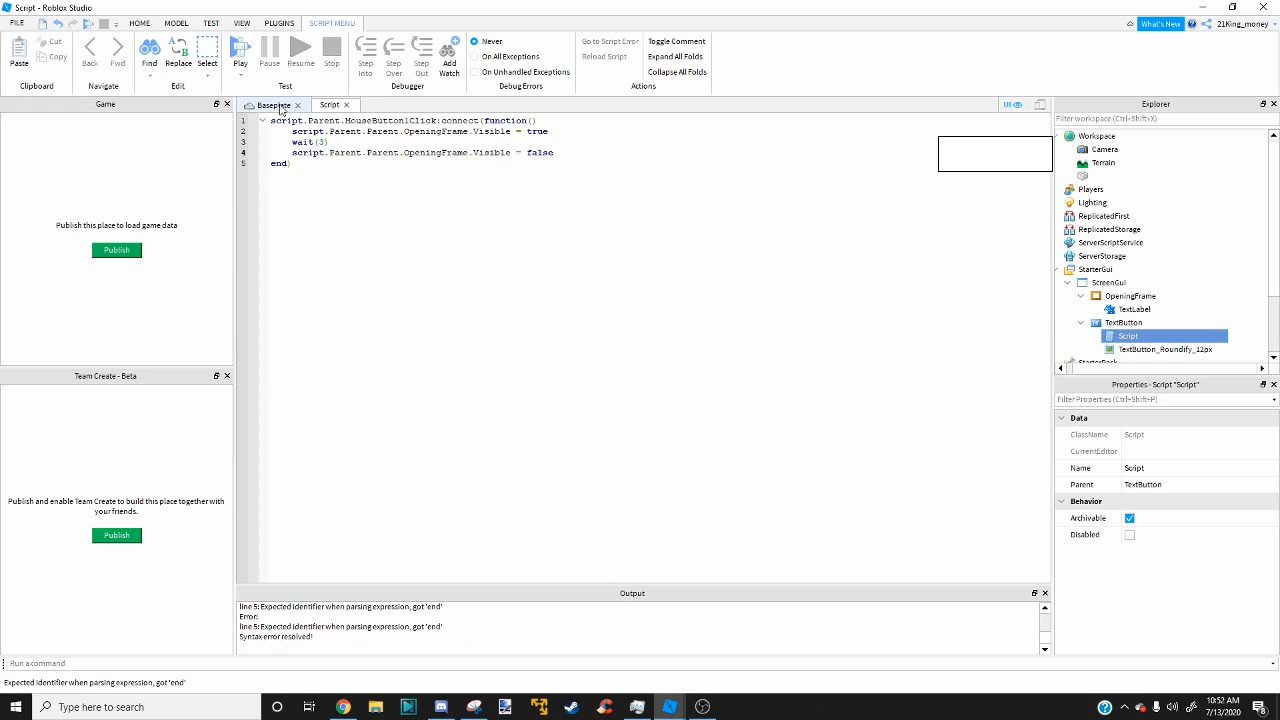 Script - Roblox Studio
FILE HOME MODEL TEST VIEW PLUGINS SCRIPT MENU What's New 21King_money
Paste Cut Copy Back Fwd Find Replace Select Play Pause Resume Stop Step Into Step Over Step Out Add Watch
Never
On All Exceptions
On Unhandled Exceptions
Go to Script Error
Reload Script
Toggle Comment
Expand All Folds
Collapse All Folds
Clipboard Navigate Edit Test Debugger Debug Errors Actions
Game
Publish this place to load game data
Publish
Team Create - Beta
Publish and enable Team Create to build this place together with
your friends.
Publish
Baseplate Script UI
1 script.Parent.MouseButton1Click:connect(function()
2 script.Parent.Parent.OpeningFrame.Visible = true
3 wait(3)
4 script.Parent.Parent.OpeningFrame.Visible = false
5 end)
Output
line 5: Expected identifier when parsing expression, got 'end'
Error:
line 5: Expected identifier when parsing expression, got 'end'
Syntax error resolved!
Explorer
Filter workspace (Ctrl+Shift+X)
Workspace
Camera
Terrain
Players
Lighting
ReplicatedFirst
ReplicatedStorage
ServerScriptService
ServerStorage
StarterGui
ScreenGui
OpeningFrame
TextLabel
TextButton
Script
TextButton_Roundify_12px
StarterPack
Properties - Script "Script"
Filter Properties (Ctrl+Shift+P)
Data
ClassName Script
CurrentEditor
Name Script
Parent TextButton
Behavior
Archivable
Disabled
Run a command
Expected identifier when parsing expression, got 'end'
Type here to search
10:52 AM
7/13/2020